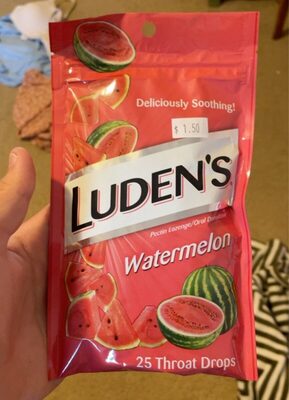 Deliciously Soothing!
$ 1.50
LUDEN'S
Pectin Lozenge/Oral Demulcent
Watermelon
25 Throat Drops